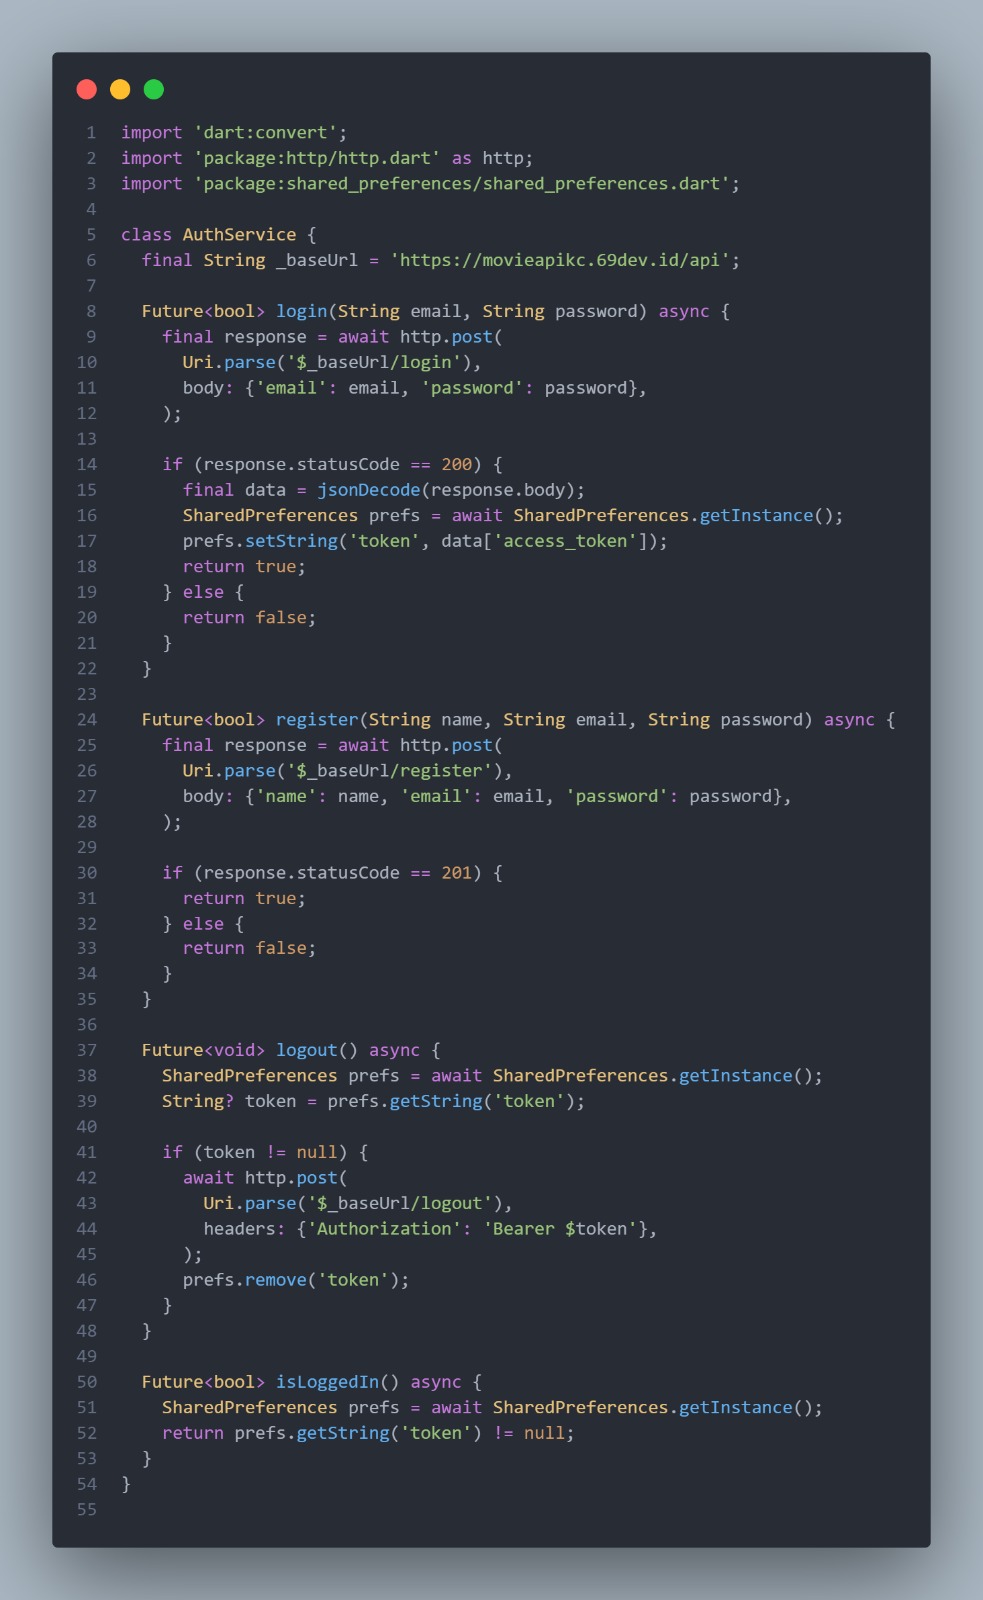 1 import 'dart:convert';
2 import 'package:http/http.dart' as http;
3 import 'package:shared_preferences/shared_preferences.dart';
4
5 class AuthService {
6   final String _baseUrl = 'https://movieapikc.69dev.id/api';
7
8   Future<bool> login(String email, String password) async {
9     final response = await http.post(
10       Uri.parse('$_baseUrl/login'),
11       body: {'email': email, 'password': password},
12     );
13
14     if (response.statusCode == 200) {
15       final data = jsonDecode(response.body);
16       SharedPreferences prefs = await SharedPreferences.getInstance();
17       prefs.setString('token', data['access_token']);
18       return true;
19     } else {
20       return false;
21     }
22   }
23
24   Future<bool> register(String name, String email, String password) async {
25     final response = await http.post(
26       Uri.parse('$_baseUrl/register'),
27       body: {'name': name, 'email': email, 'password': password},
28     );
29
30     if (response.statusCode == 201) {
31       return true;
32     } else {
33       return false;
34     }
35   }
36
37   Future<void> logout() async {
38     SharedPreferences prefs = await SharedPreferences.getInstance();
39     String? token = prefs.getString('token');
40
41     if (token != null) {
42       await http.post(
43         Uri.parse('$_baseUrl/logout'),
44         headers: {'Authorization': 'Bearer $token'},
45       );
46       prefs.remove('token');
47     }
48   }
49
50   Future<bool> isLoggedIn() async {
51     SharedPreferences prefs = await SharedPreferences.getInstance();
52     return prefs.getString('token') != null;
53   }
54 }
55